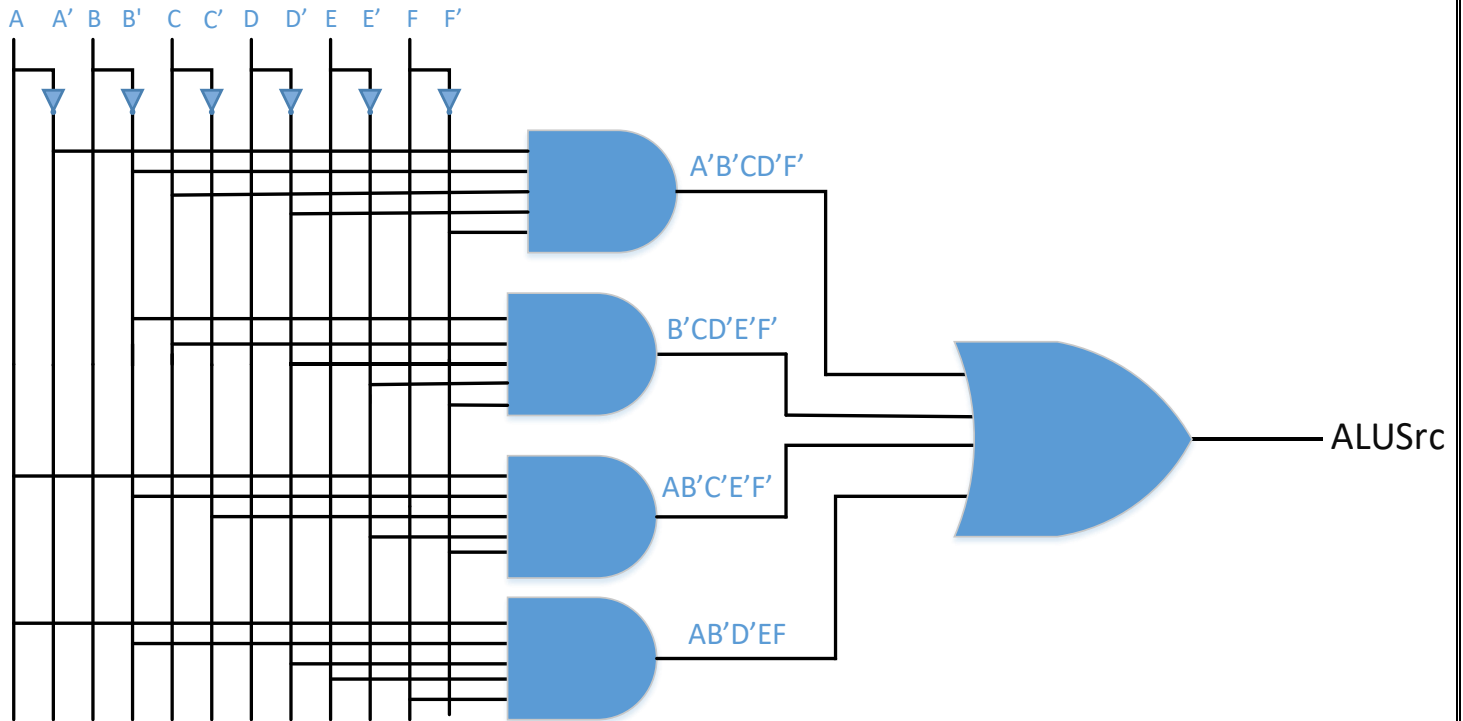 A A’ B B' C C’ D D’ E E’ F F’
A’B’CD’F’
B’CD’E’F’
AB’C'E’F’
AB’D’EF
ALUSrc